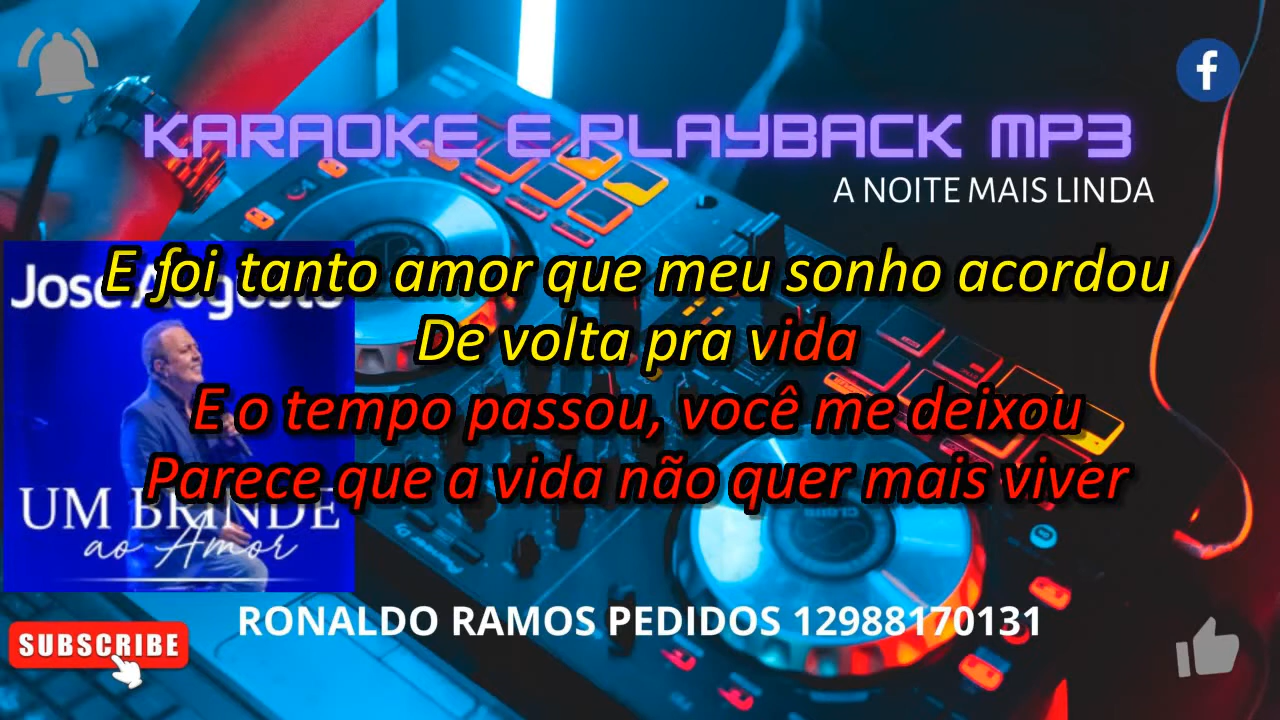 KARAOKE E PLAYBACK MP3
A NOITE MAIS LINDA
E foi tanto amor que meu sonho acordou
De volta pra vida
E o tempo passou, você me deixou
Parece que a vida não quer mais viver
Jose Augusto
UM BRINDE
ao Amor
RONALDO RAMOS PEDIDOS 12988170131
SUBSCRIBE
f